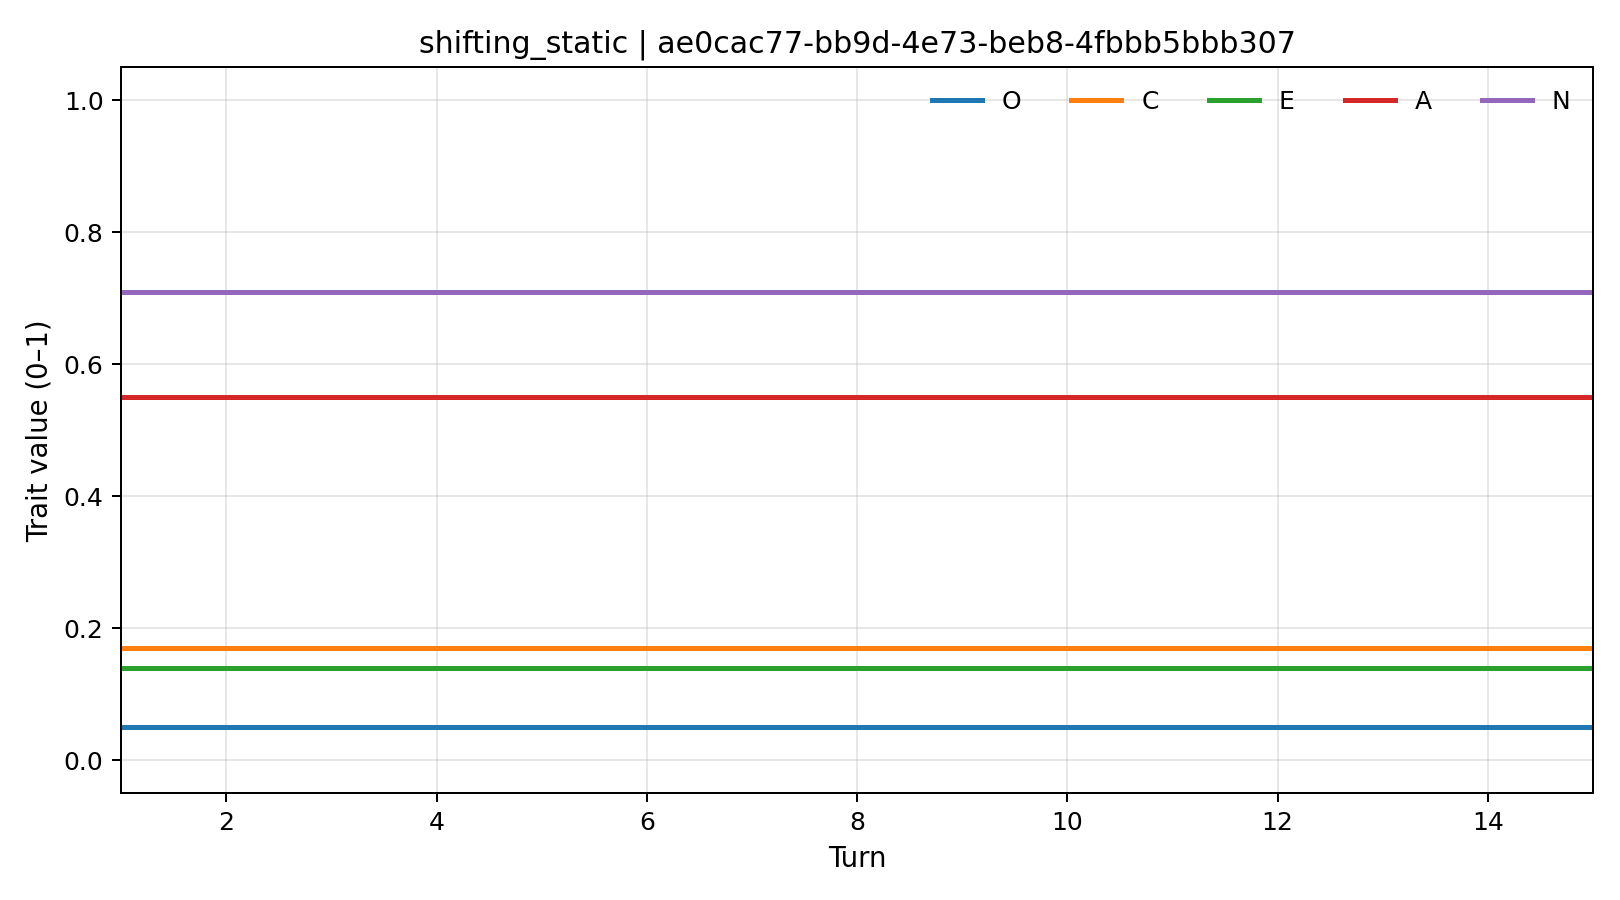 shifting_static | ae0cac77-bb9d-4e73-beb8-4fbbb5bbb307
O C E A N
Trait value (0–1)
1.0
0.8
0.6
0.4
0.2
0.0
2 4 6 8 10 12 14
Turn